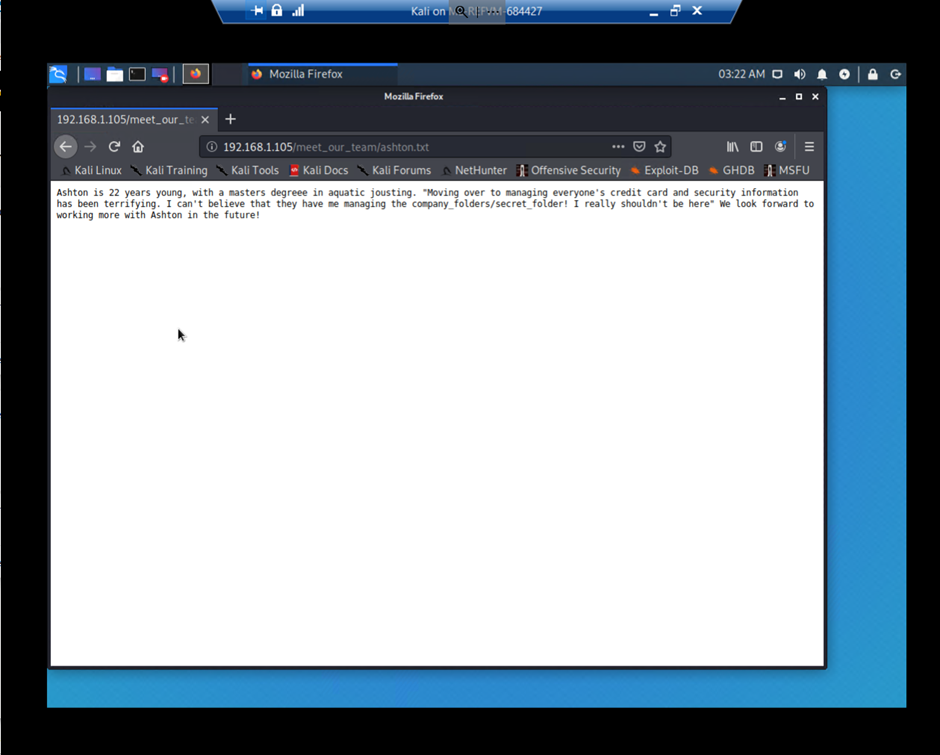 Kali on 684427
03:22 AM
Mozilla Firefox
Mozilla Firefox
192.168.1.105/meet_our_te
192.168.1.105/meet_our_team/ashton.txt
Kali Linux Kali Training Kali Tools Kali Docs Kali Forums NetHunter Offensive Security Exploit-DB GHDB MSFU
Ashton is 22 years young, with a masters degreee in aquatic jousting. "Moving over to managing everyone's credit card and security information
has been terrifying. I can't believe that they have me managing the company_folders/secret_folder! I really shouldn't be here" We look forward to
working more with Ashton in the future!